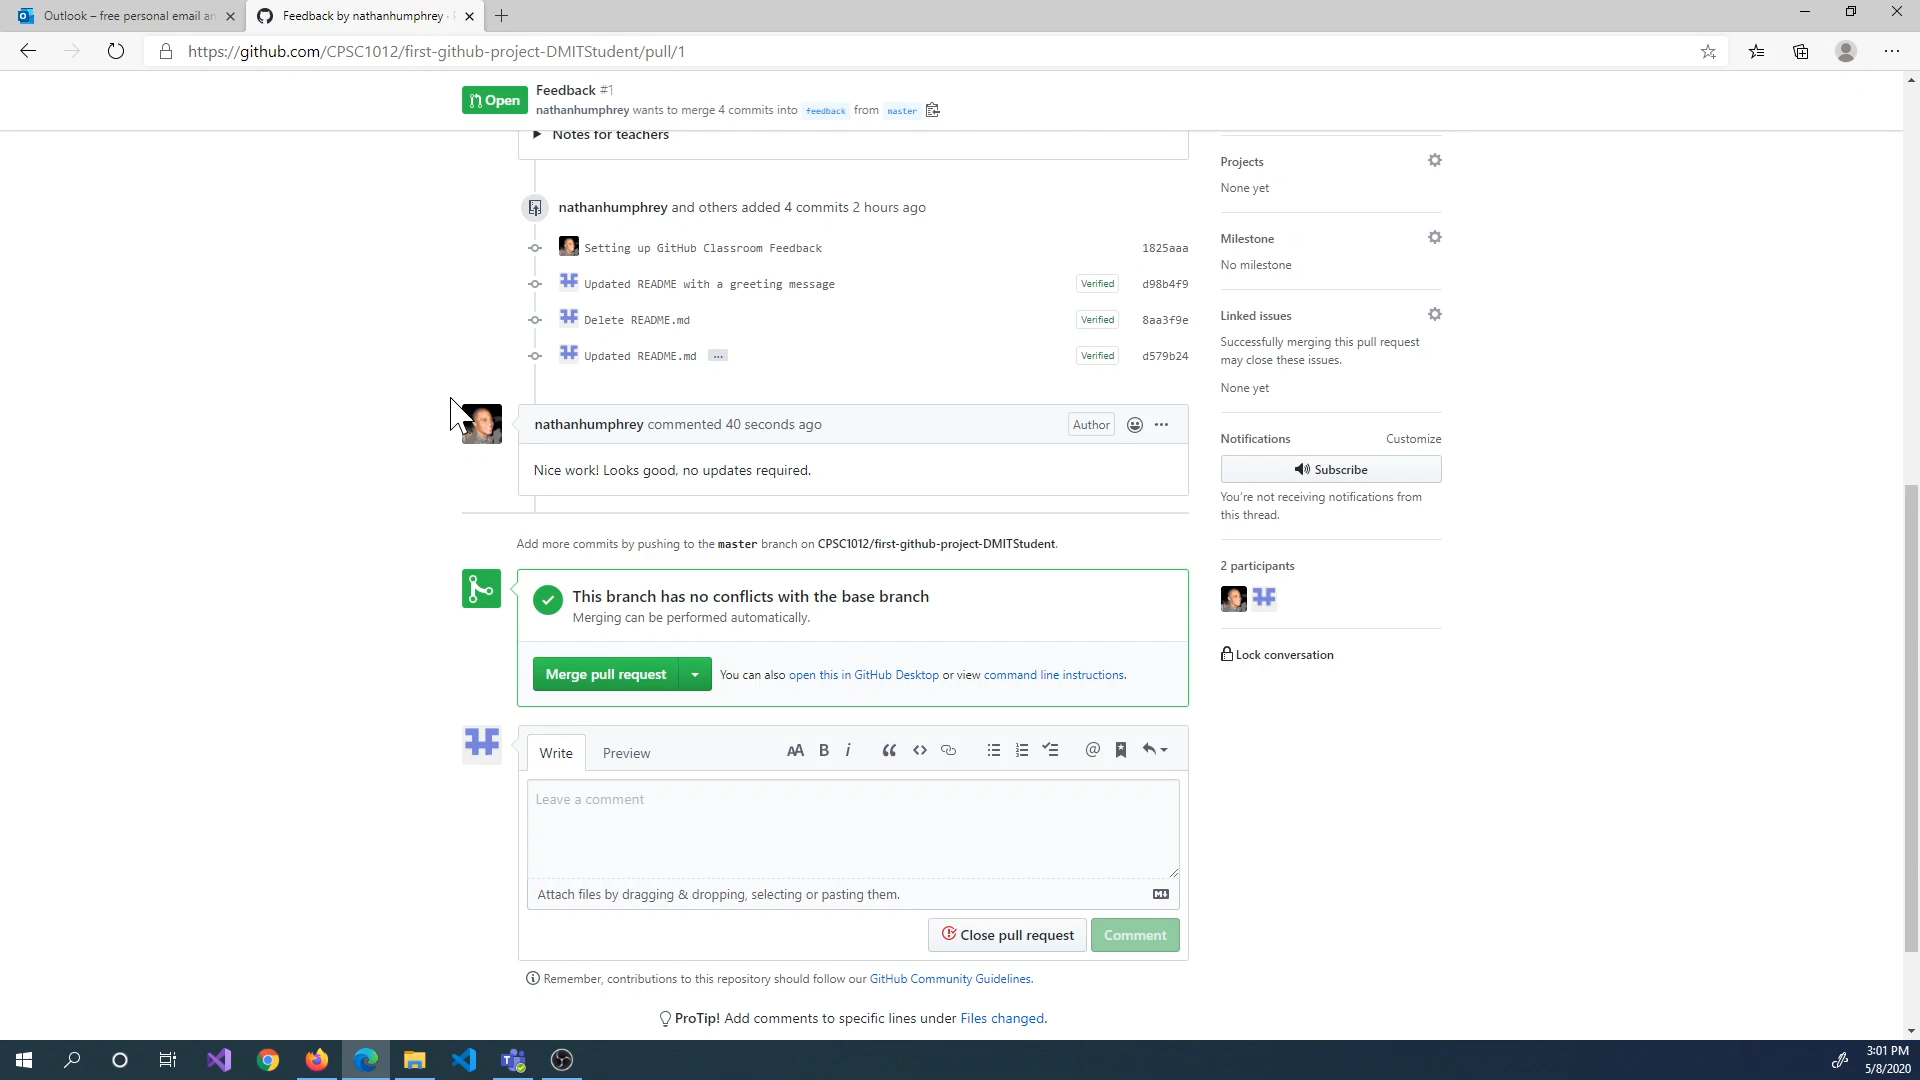 Outlook – free personal email an
Feedback by nathanhumphrey ·
https://github.com/CPSC1012/first-github-project-DMITStudent/pull/1
Open
Feedback #1
nathanhumphrey wants to merge 4 commits into feedback from master
Notes for teachers
nathanhumphrey and others added 4 commits 2 hours ago
Setting up GitHub Classroom Feedback 1825aaa
Updated README with a greeting message Verified d98b4f9
Delete README.md Verified 8aa3f9e
Updated README.md ... Verified d579b24
nathanhumphrey commented 40 seconds ago Author
Nice work! Looks good, no updates required.
Add more commits by pushing to the master branch on CPSC1012/first-github-project-DMITStudent.
This branch has no conflicts with the base branch
Merging can be performed automatically.
Merge pull request You can also open this in GitHub Desktop or view command line instructions.
Write Preview
Leave a comment
Attach files by dragging & dropping, selecting or pasting them.
Close pull request Comment
Remember, contributions to this repository should follow our GitHub Community Guidelines.
ProTip! Add comments to specific lines under Files changed.
Projects
None yet
Milestone
No milestone
Linked issues
Successfully merging this pull request
may close these issues.
None yet
Notifications Customize
Subscribe
You're not receiving notifications from
this thread.
2 participants
Lock conversation
3:01 PM
5/8/2020